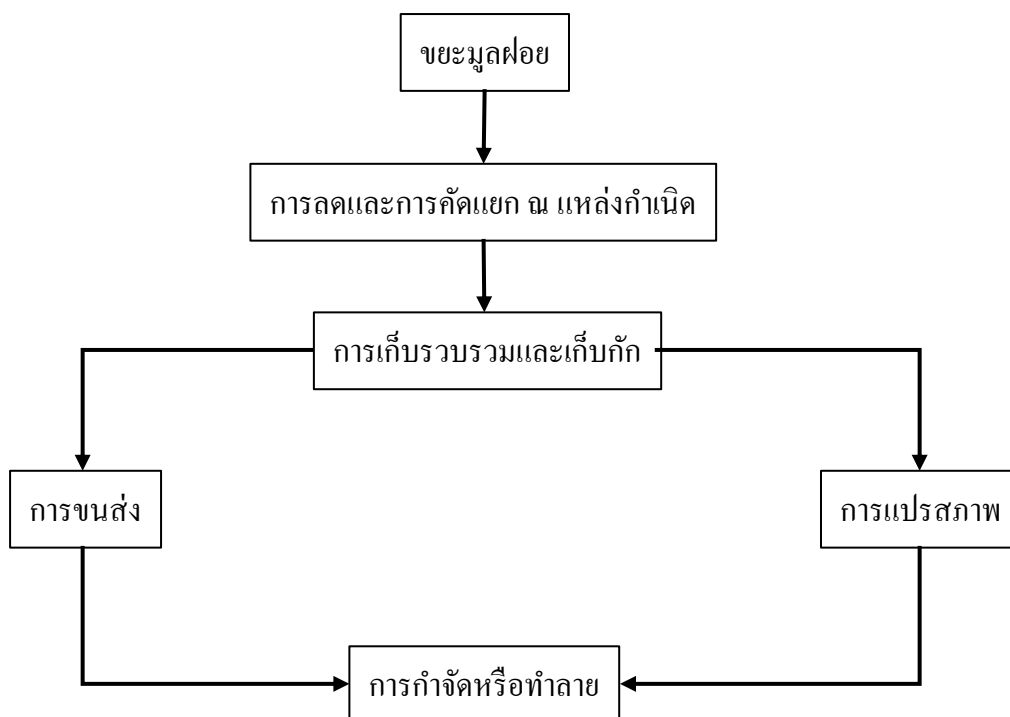 ขยะมูลฝอย
การลดและการคัดแยก ณ แหล่งกำเนิด
การเก็บรวบรวมและเก็บกัก
การขนส่ง
การแปรสภาพ
การกำจัดหรือทำลาย